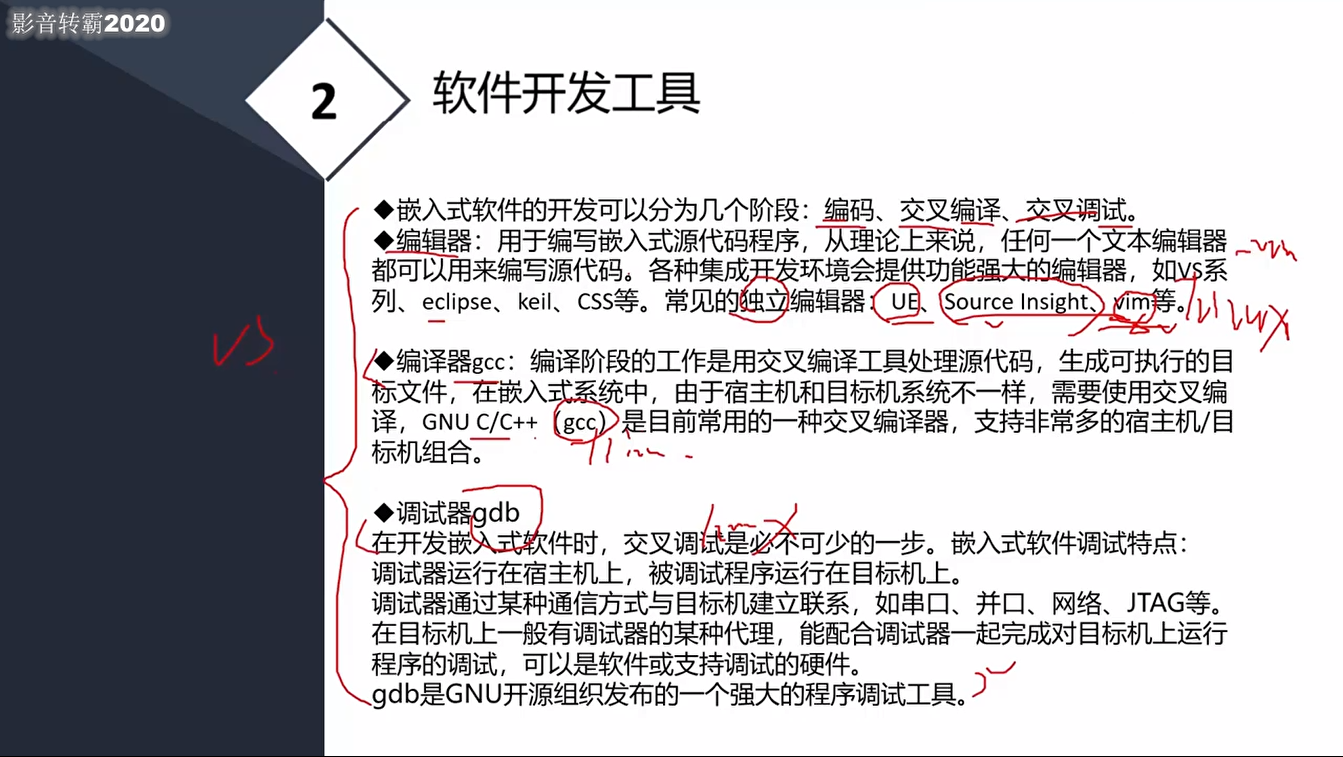 影音转霸2020
2
软件开发工具
◆嵌入式软件的开发可以分为几个阶段：编码、交叉编译、交叉调试。
◆编辑器：用于编写嵌入式源代码程序，从理论上来说，任何一个文本编辑器
都可以用来编写源代码。各种集成开发环境会提供功能强大的编辑器，如VS系
列、eclipse、keil、CSS等。常见的独立编辑器：UE、Source Insight、vim等。
VS
◆编译器gcc：编译阶段的工作是用交叉编译工具处理源代码，生成可执行的目
标文件，在嵌入式系统中，由于宿主机和目标机系统不一样，需要使用交叉编
译，GNU C/C++（gcc）是目前常用的一种交叉编译器，支持非常多的宿主机/目
标机组合。
◆调试器gdb
在开发嵌入式软件时，交叉调试是必不可少的一步。嵌入式软件调试特点：
调试器运行在宿主机上，被调试程序运行在目标机上。
调试器通过某种通信方式与目标机建立联系，如串口、并口、网络、JTAG等。
在目标机上一般有调试器的某种代理，能配合调试器一起完成对目标机上运行
程序的调试，可以是软件或支持调试的硬件。
gdb是GNU开源组织发布的一个强大的程序调试工具。